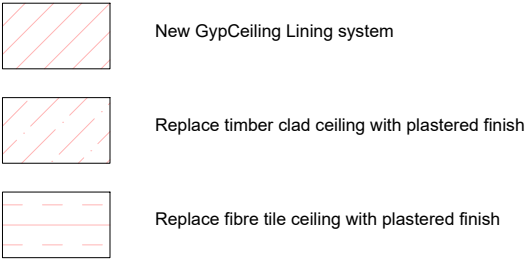 New GypCeiling Lining system
Replace timber clad ceiling with plastered finish
Replace fibre tile ceiling with plastered finish